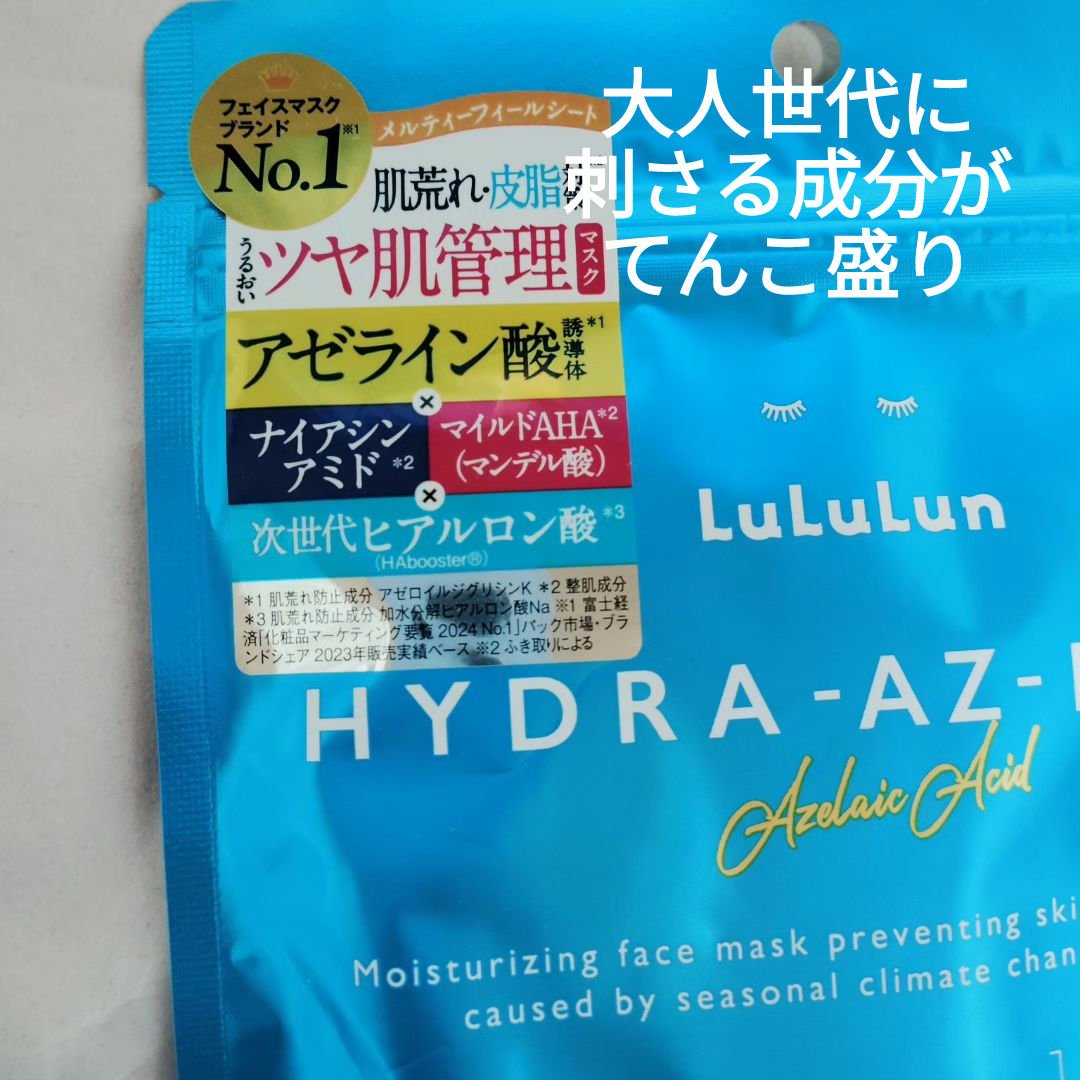 大人世代に
刺さる成分が
てんこ盛り
フェイスマスク
ブランド
No.1※1
メルティーフィールシート
肌荒れ・皮脂
うるおい
ツヤ肌管理
マスク
アゼライン酸誘導体*1
×
ナイアシン
アミド*2
マイルドAHA*2
(マンデル酸)
×
次世代ヒアルロン酸*3
(HAbooster®)
*1 肌荒れ防止成分 アゼロイルジグリシンK *2 整肌成分
*3 肌荒れ防止成分 加水分解ヒアルロン酸Na ※1 富士経
済「化粧品マーケティング要覧 2024 No.1」パック市場・ブラ
ンドシェア 2023年販売実績ベース ※2 ふき取りによる
LuLuLun
HYDRA-AZ-
Azelaic Acid
Moisturizing face mask preventing ski
caused by seasonal climate chan